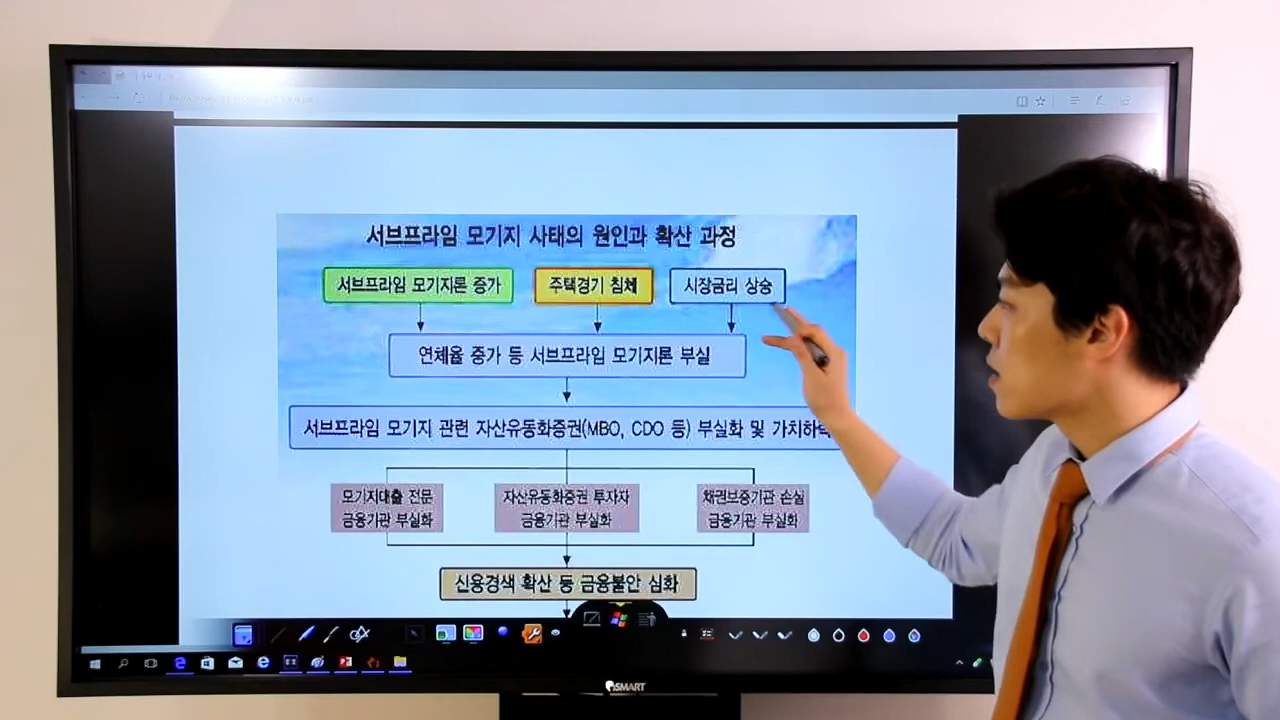 서브프라임 모기지 사태의 원인과 확산 과정
서브프라임 모기지론 증가
주택경기 침체
시장금리 상승
연체율 증가 등 서브프라임 모기지론 부실
서브프라임 모기지 관련 자산유동화증권(MBO, CDO 등) 부실화 및 가치하락
모기지대출 전문
금융기관 부실화
자산유동화증권 투자자
금융기관 부실화
채권보증기관 손실
금융기관 부실화
신용경색 확산 등 금융불안 심화
iSMART